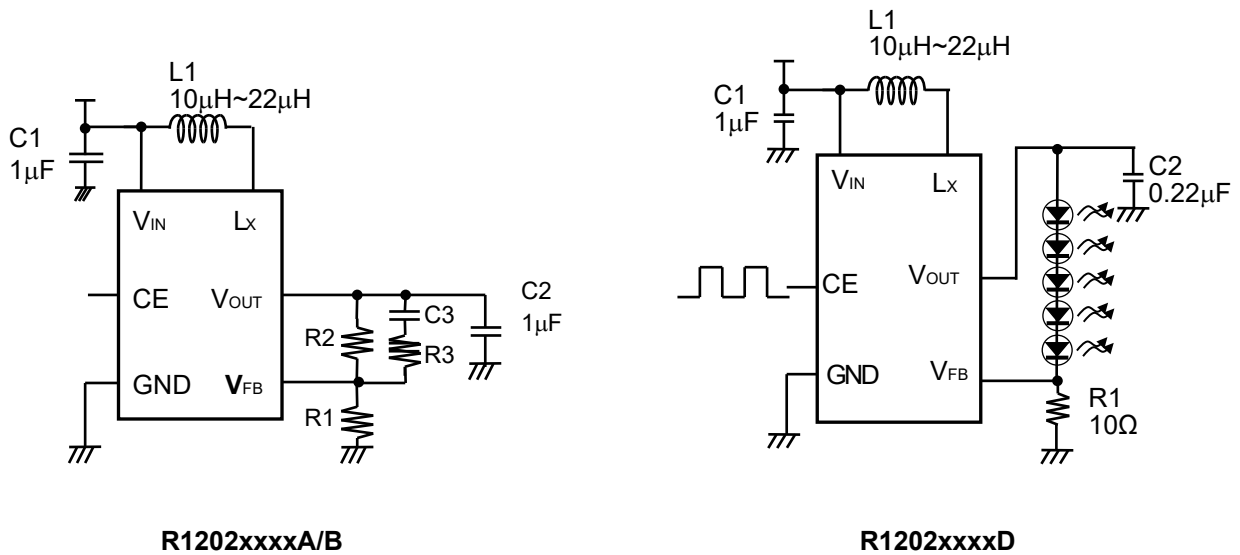 L1
10µH~22µH
C1
1µF
VIN
LX
CE
VOUT
GND
VFB
R2
C3
R3
R1
C2
1µF
R1202xxxxA/B
L1
10µH~22µH
C1
1µF
VIN
LX
CE
VOUT
GND
VFB
C2
0.22µF
R1
10Ω
R1202xxxxD